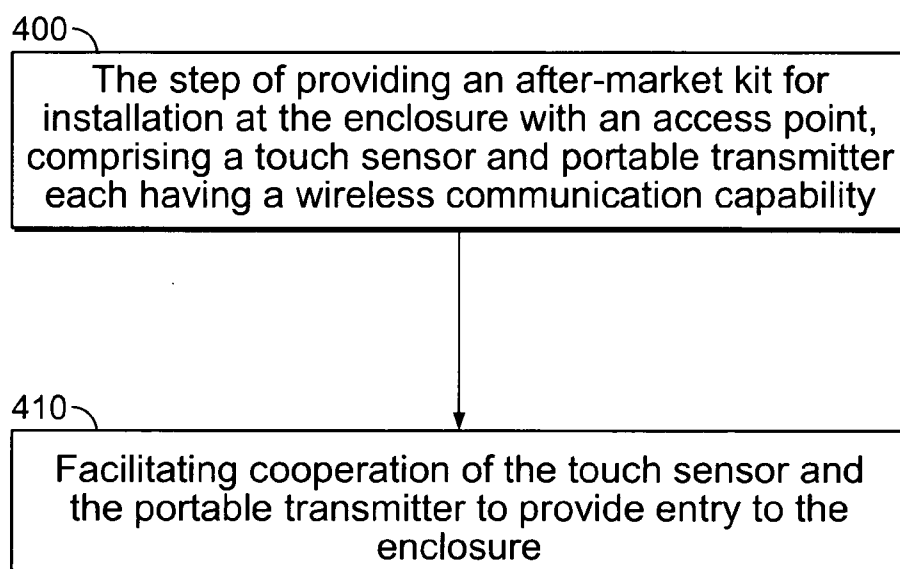 400
The step of providing an after-market kit for
installation at the enclosure with an access point,
comprising a touch sensor and portable transmitter
each having a wireless communication capability
410
Facilitating cooperation of the touch sensor and
the portable transmitter to provide entry to the
enclosure